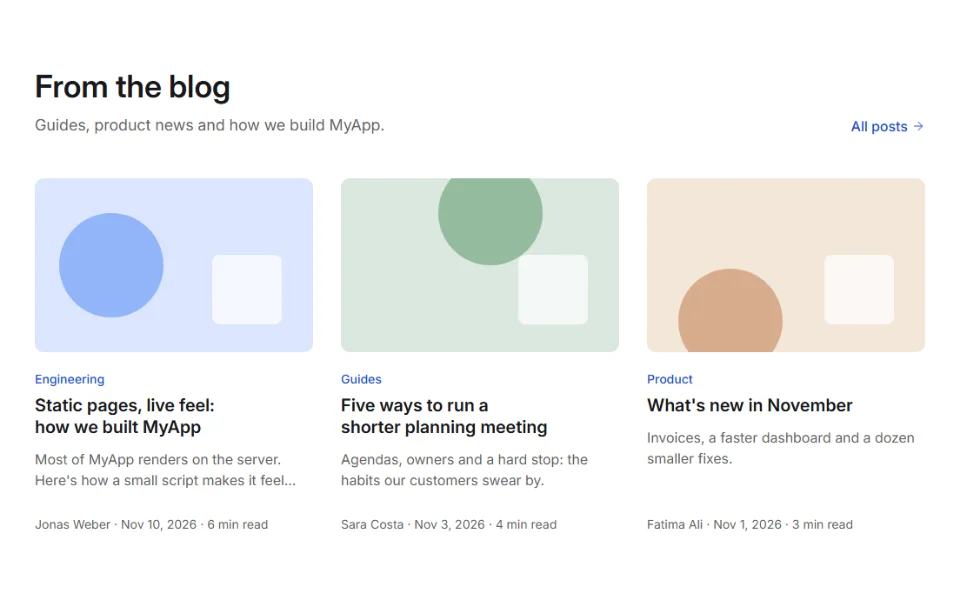 From the blog
Guides, product news and how we build MyApp.
All posts →
Engineering
Static pages, live feel:
how we built MyApp
Most of MyApp renders on the server.
Here's how a small script makes it feel...
Jonas Weber · Nov 10, 2026 · 6 min read
Guides
Five ways to run a
shorter planning meeting
Agendas, owners and a hard stop: the
habits our customers swear by.
Sara Costa · Nov 3, 2026 · 4 min read
Product
What's new in November
Invoices, a faster dashboard and a dozen
smaller fixes.
Fatima Ali · Nov 1, 2026 · 3 min read